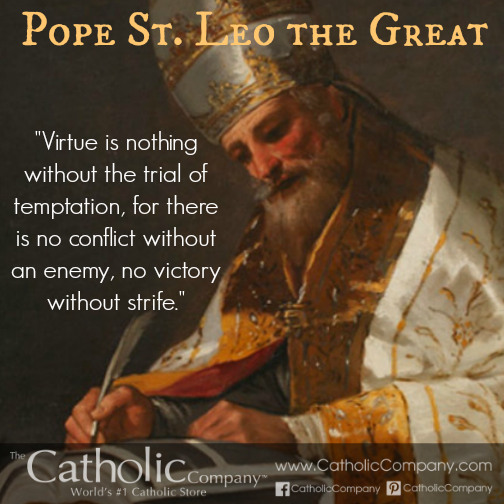 POPE ST. LEO THE GREAT
"Virtue is nothing
without the trial of
temptation, for there
is no conflict without
an enemy, no victory
without strife."
The Catholic Company™
World's #1 Catholic Store
www.CatholicCompany.com
CatholicCompany CatholicCompany